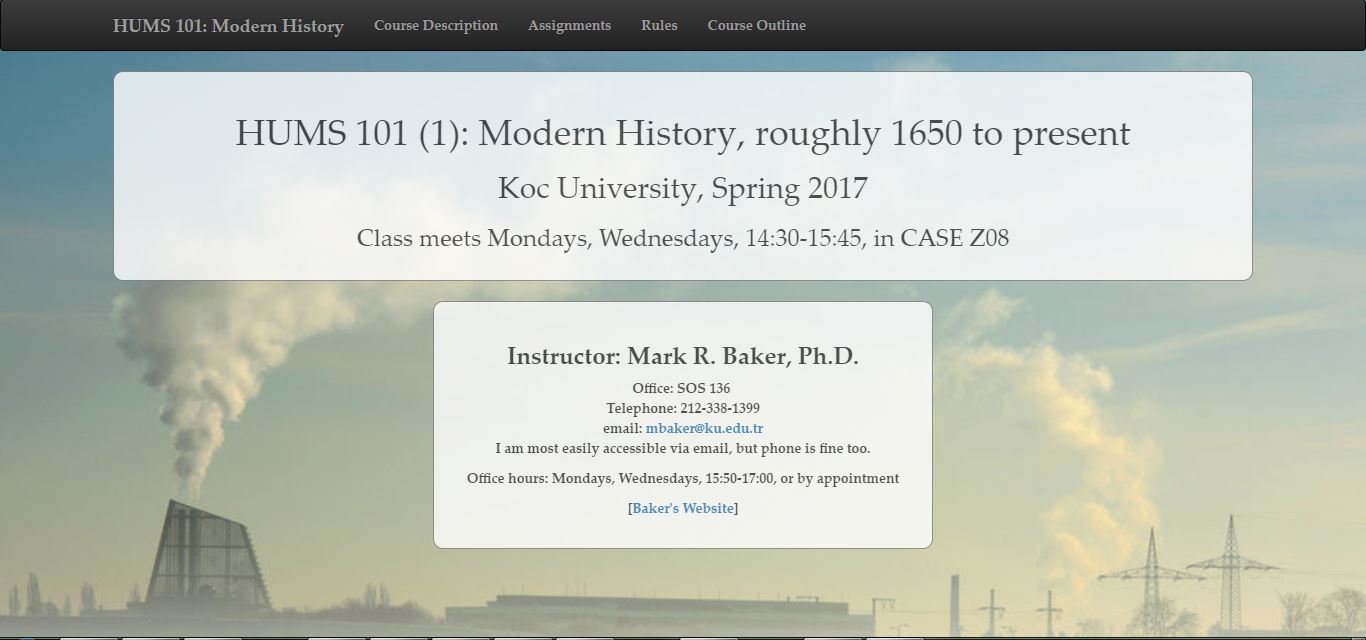 HUMS 101: Modern History Course Description Assignments Rules Course Outline
HUMS 101 (1): Modern History, roughly 1650 to present
Koc University, Spring 2017
Class meets Mondays, Wednesdays, 14:30-15:45, in CASE Z08
Instructor: Mark R. Baker, Ph.D.
Office: SOS 136
Telephone: 212-338-1399
email: mbaker@ku.edu.tr
I am most easily accessible via email, but phone is fine too.
Office hours: Mondays, Wednesdays, 15:50-17:00, or by appointment
[Baker's Website]